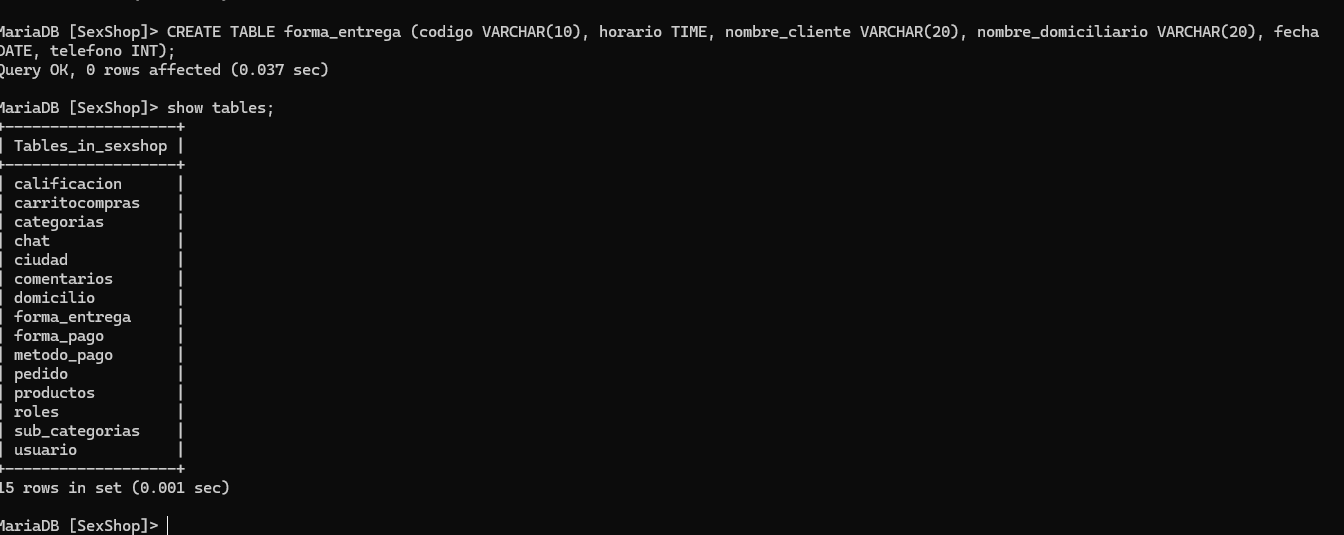 MariaDB [SexShop]> CREATE TABLE forma_entrega (codigo VARCHAR(10), horario TIME, nombre_cliente VARCHAR(20), nombre_domiciliario VARCHAR(20), fecha
DATE, telefono INT);
Query OK, 0 rows affected (0.037 sec)
MariaDB [SexShop]> show tables;
+-------------------+
| Tables_in_sexshop |
+-------------------+
| calificacion      |
| carritocompras    |
| categorias        |
| chat              |
| ciudad            |
| comentarios       |
| domicilio         |
| forma_entrega     |
| forma_pago        |
| metodo_pago       |
| pedido            |
| productos         |
| roles             |
| sub_categorias    |
| usuario           |
+-------------------+
15 rows in set (0.001 sec)
MariaDB [SexShop]>